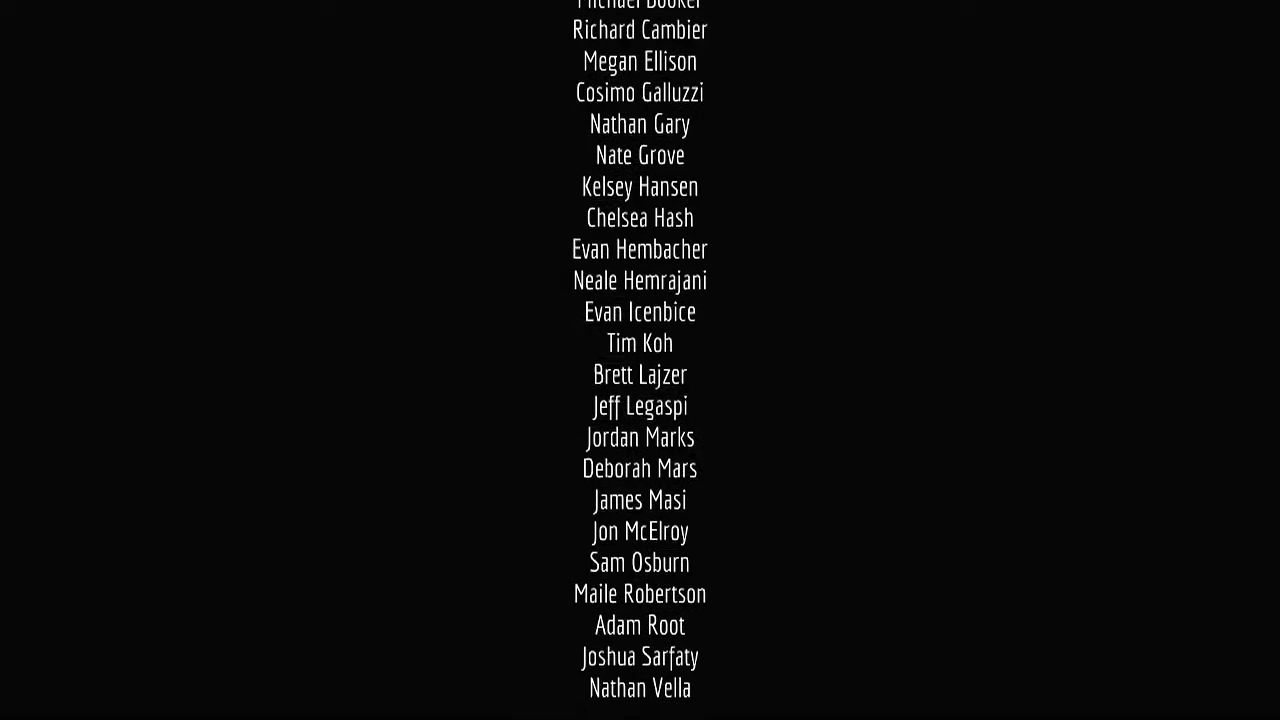 Michael Booker
Richard Cambier
Megan Ellison
Cosimo Galluzzi
Nathan Gary
Nate Grove
Kelsey Hansen
Chelsea Hash
Evan Hembacher
Neale Hemrajani
Evan Icenbice
Tim Koh
Brett Lajzer
Jeff Legaspi
Jordan Marks
Deborah Mars
James Masi
Jon McElroy
Sam Osburn
Maile Robertson
Adam Root
Joshua Sarfaty
Nathan Vella